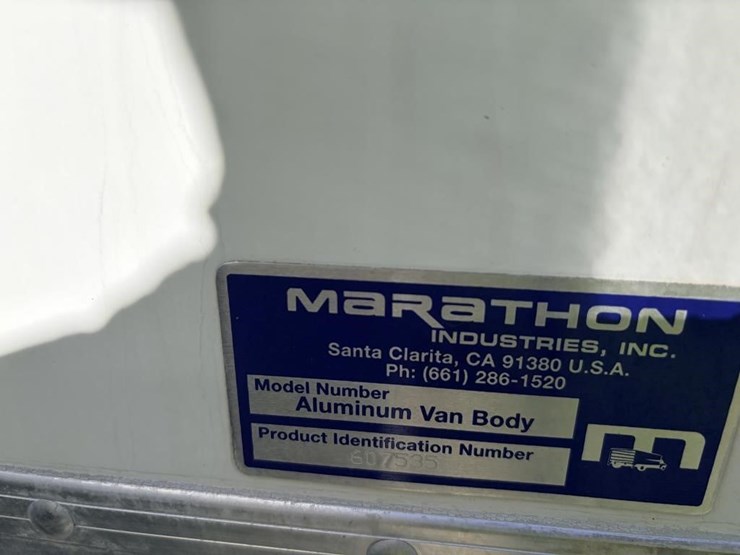 MaRaTHON
INDUSTRIES, INC.
Santa Clarita, CA 91380 U.S.A.
Ph: (661) 286-1520
Model Number
Aluminum Van Body
Product Identification Number
607535
m